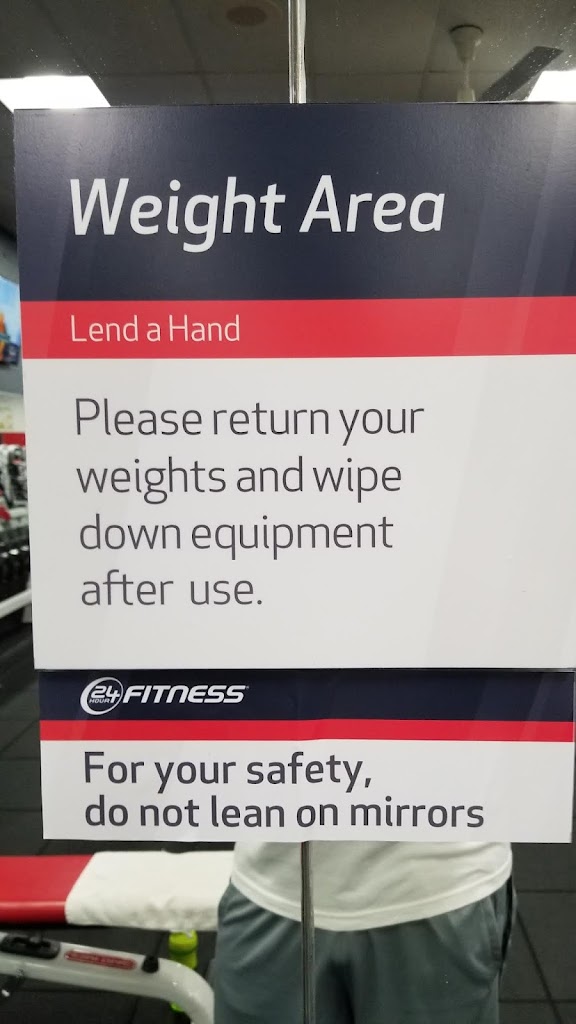 Weight Area
Lend a Hand
Please return your
weights and wipe
down equipment
after use.
24 HOUR FITNESS
For your safety,
do not lean on mirrors